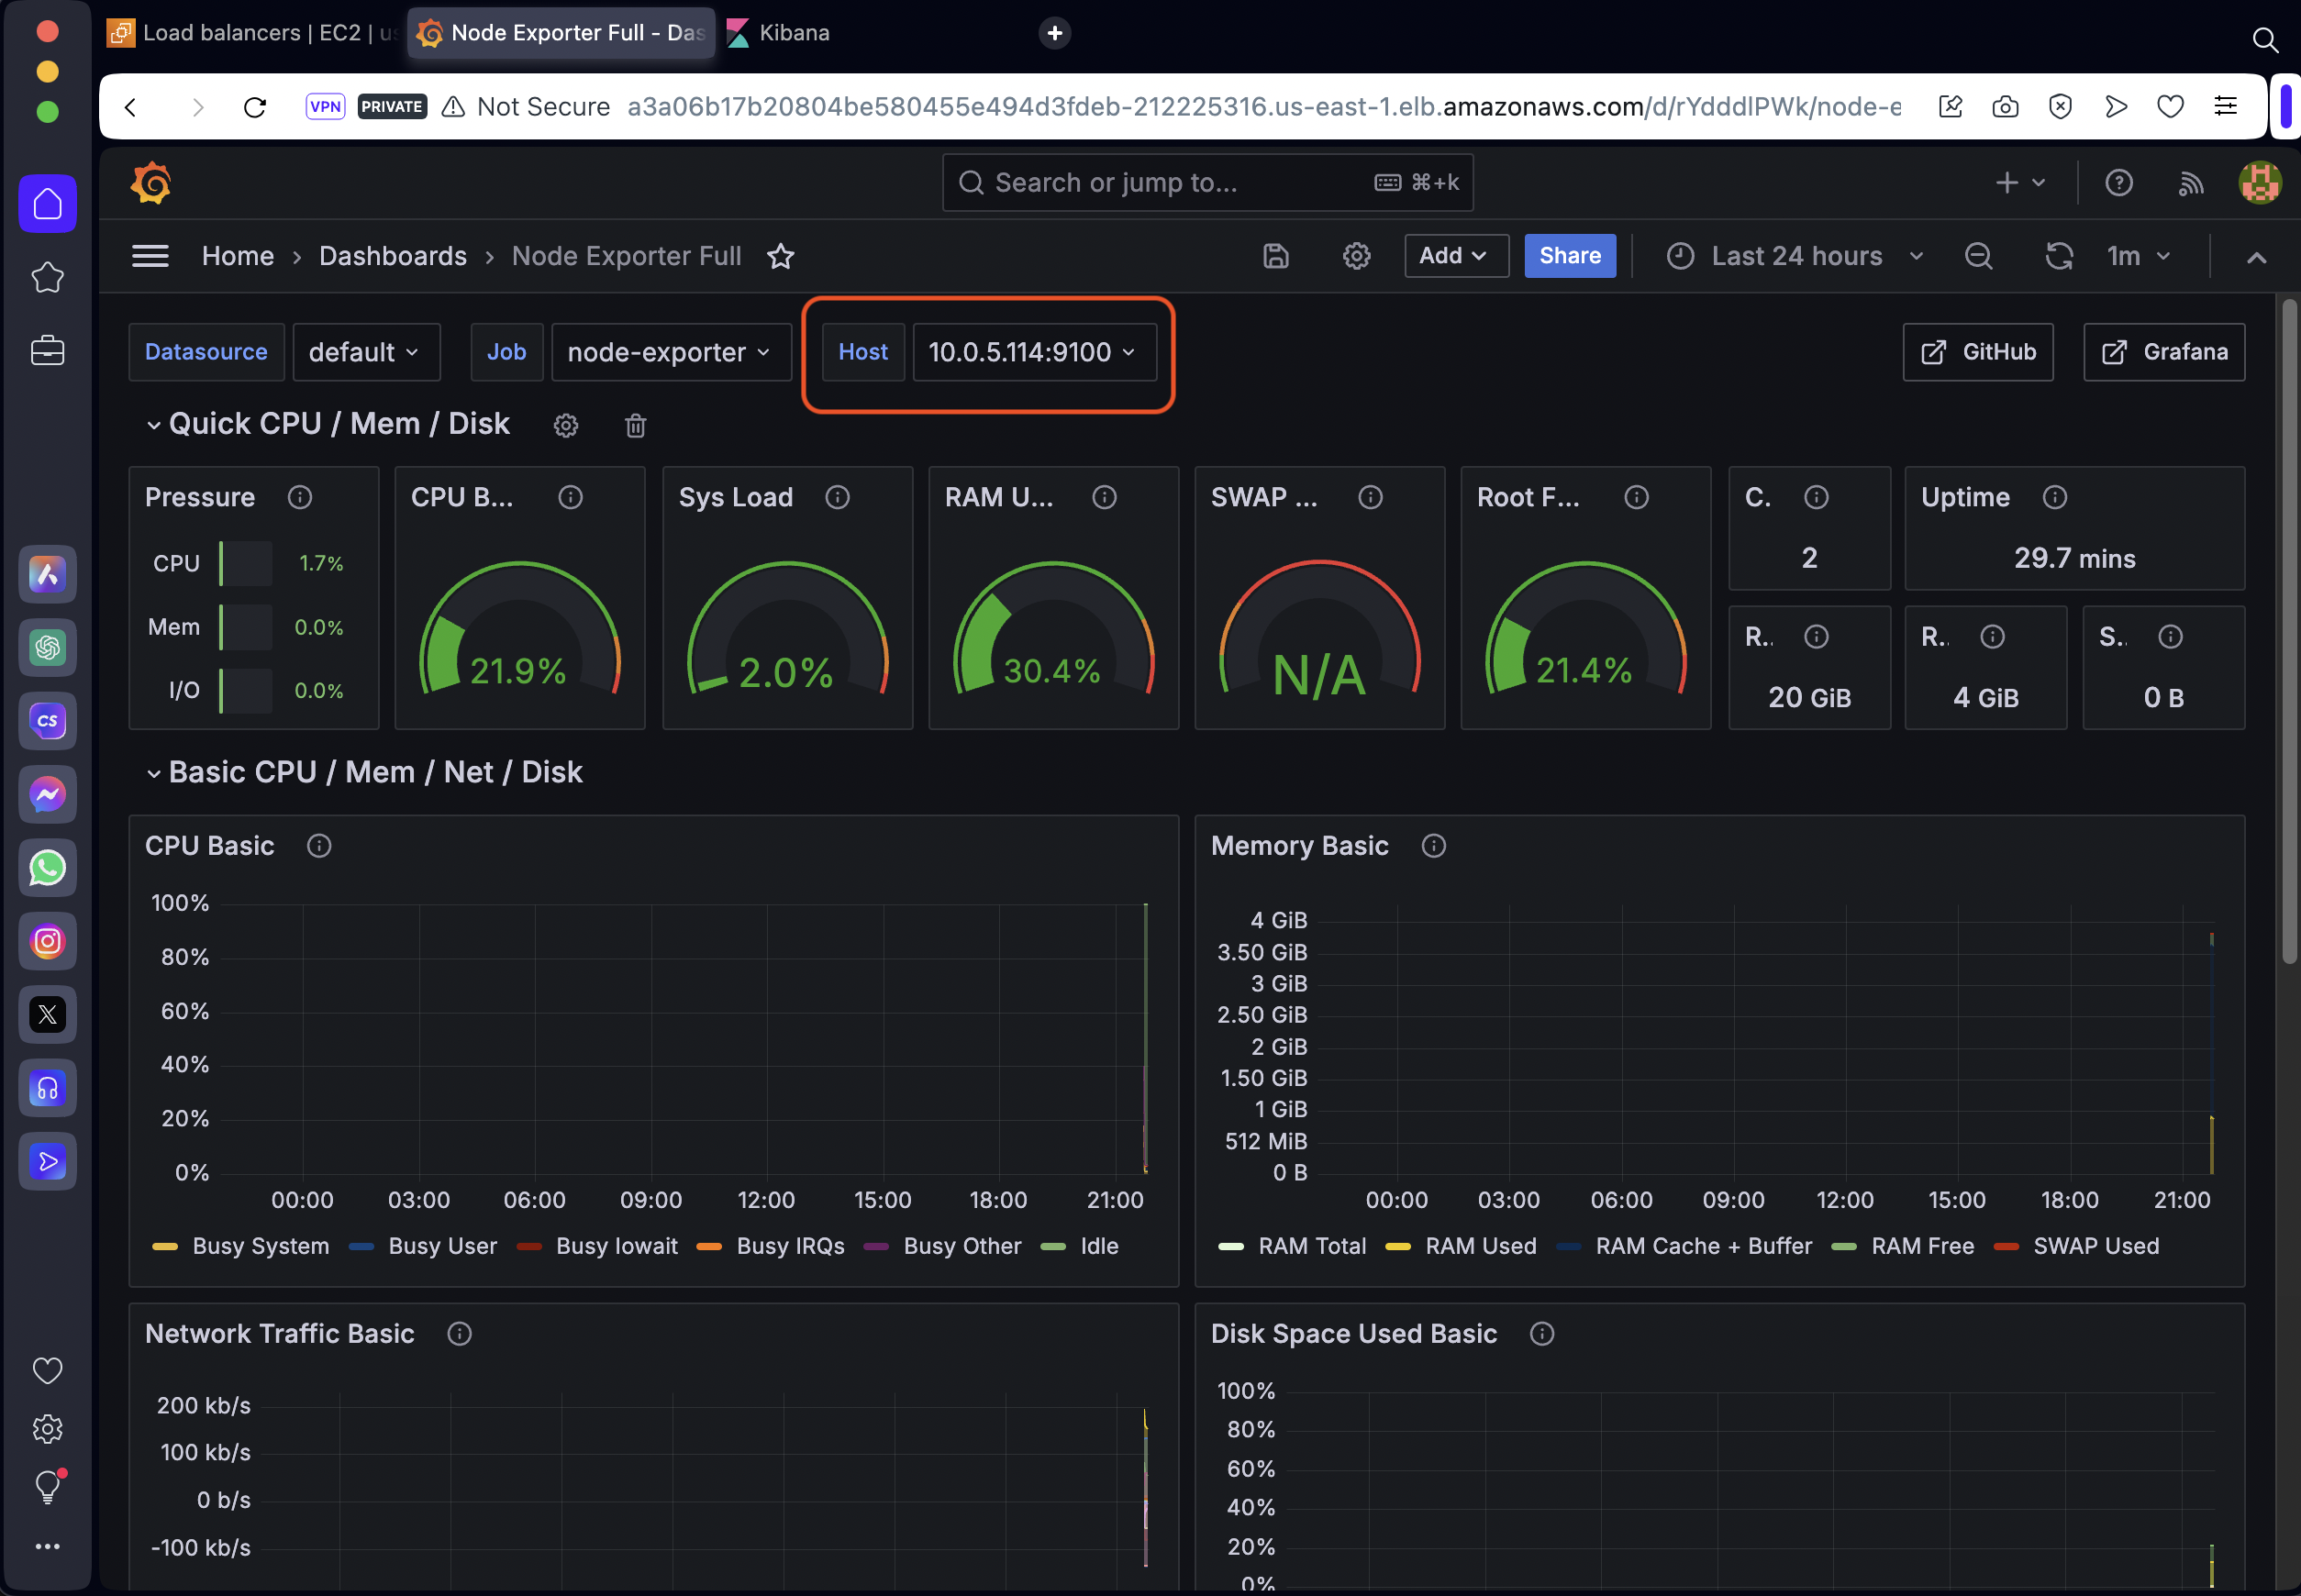 Load balancers | EC2 | us
Node Exporter Full - Das
Kibana
VPN PRIVATE Not Secure a3a06b17b20804be580455e494d3fdeb-212225316.us-east-1.elb.amazonaws.com/d/rYdddlPWk/node-e
Search or jump to... ⌘+k
Home › Dashboards › Node Exporter Full
Add Share Last 24 hours 1m
Datasource default Job node-exporter Host 10.0.5.114:9100 GitHub Grafana
Quick CPU / Mem / Disk
Pressure
CPU 1.7%
Mem 0.0%
I/O 0.0%
CPU B...
21.9%
Sys Load
2.0%
RAM U...
30.4%
SWAP ...
N/A
Root F...
21.4%
C.
2
Uptime
29.7 mins
R..
20 GiB
R..
4 GiB
S..
0 B
Basic CPU / Mem / Net / Disk
CPU Basic
100%
80%
60%
40%
20%
0%
00:00 03:00 06:00 09:00 12:00 15:00 18:00 21:00
Busy System Busy User Busy Iowait Busy IRQs Busy Other Idle
Memory Basic
4 GiB
3.50 GiB
3 GiB
2.50 GiB
2 GiB
1.50 GiB
1 GiB
512 MiB
0 B
00:00 03:00 06:00 09:00 12:00 15:00 18:00 21:00
RAM Total RAM Used RAM Cache + Buffer RAM Free SWAP Used
Network Traffic Basic
200 kb/s
100 kb/s
0 b/s
-100 kb/s
Disk Space Used Basic
100%
80%
60%
40%
20%
0%
CS